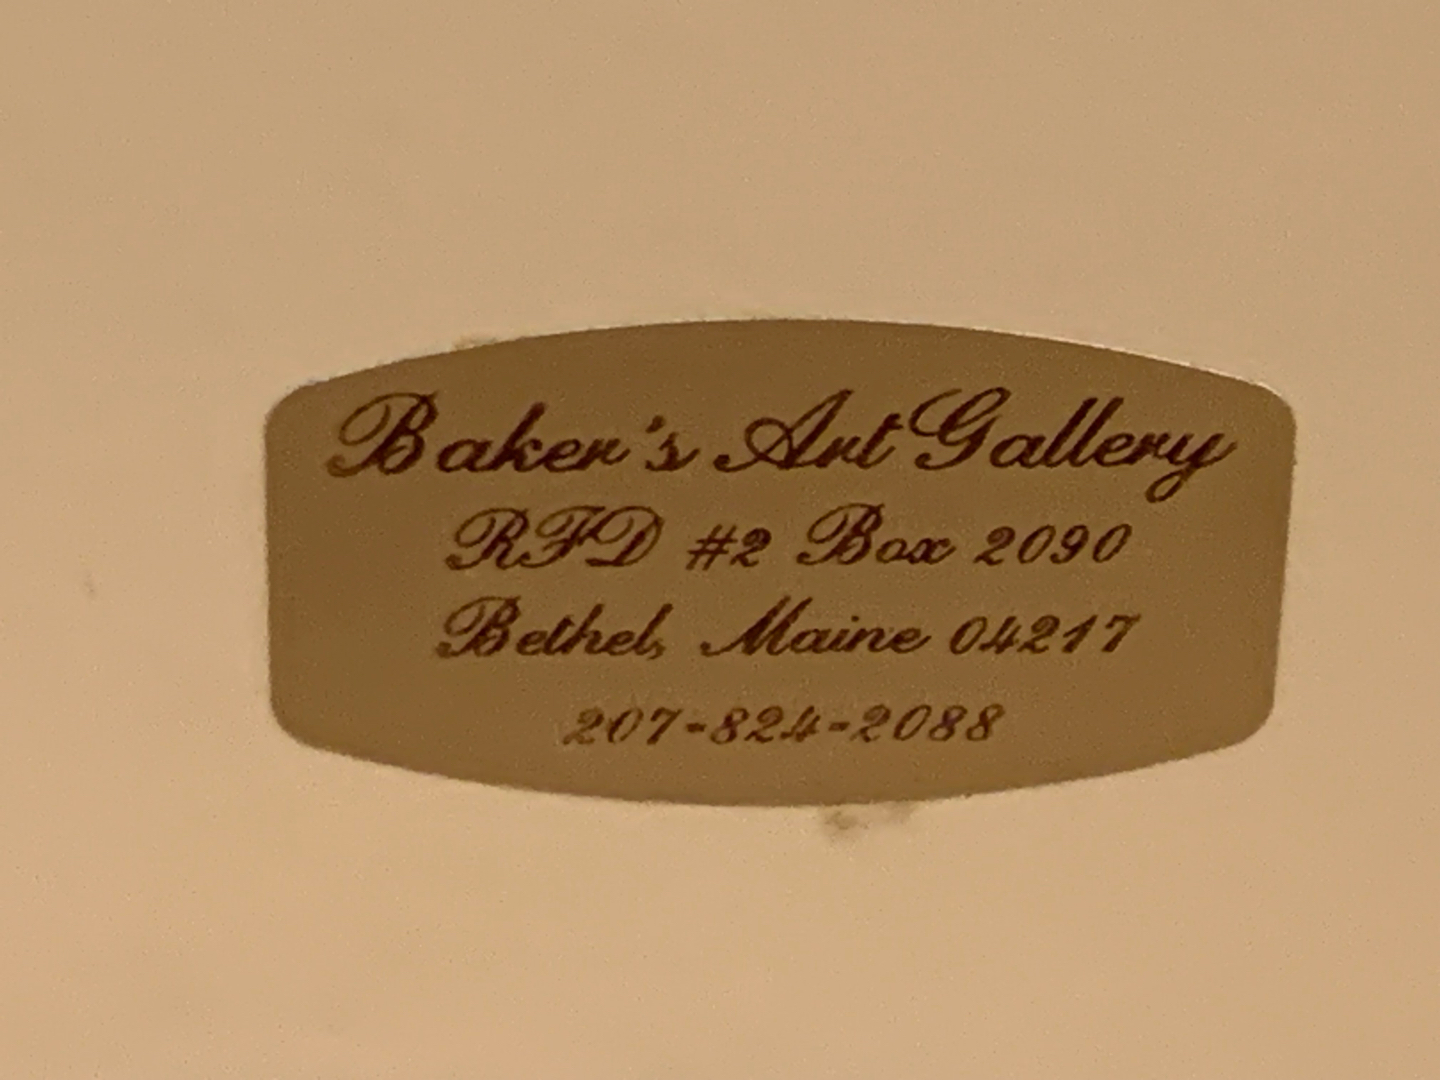 Baker's Art Gallery
RFD #2 Box 2090
Bethel, Maine 04217
207-824-2088